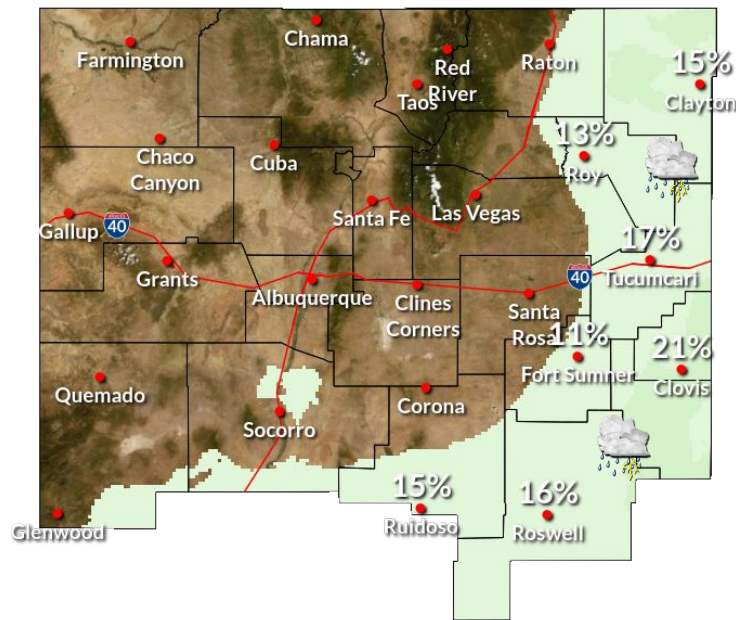 Chama
Farmington
Red
River
Raton
15%
Taos
Clayton
13%
Chaco
Canyon
Cuba
Roy
Santa Fe
Las Vegas
Gallup
40
17%
Grants
40
Tucumcari
Albuquerque
Clines
Corners
Santa
Rosa
11%
21%
Fort Sumner
Clovis
Quemado
Corona
Socorro
15%
16%
Glenwood
Ruidoso
Roswell